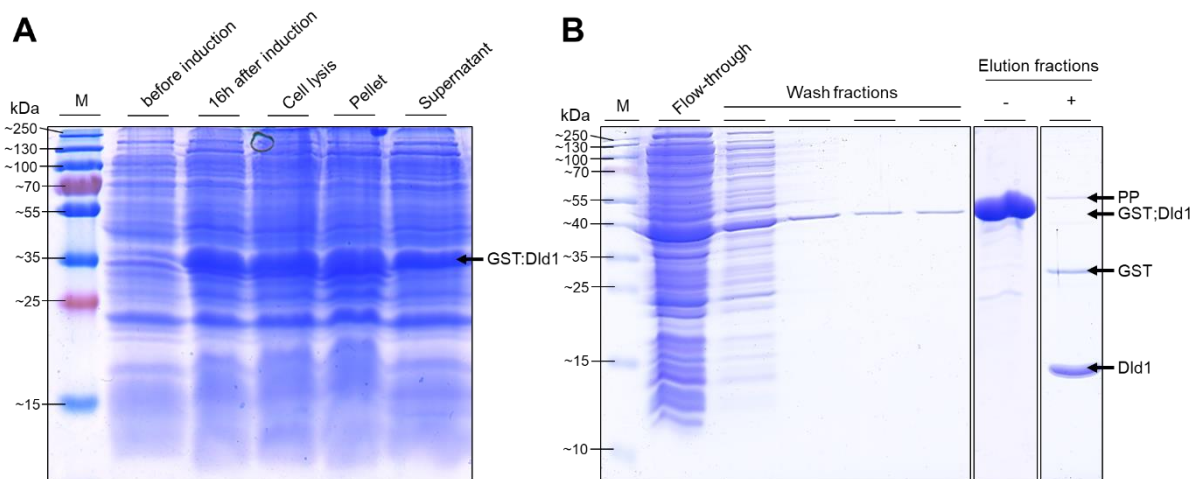 A
kDa
M
before induction
16h after induction
Cell lysis
Pellet
Supernatant
~250
~130
~100
~70
~55
~35
~25
~15
GST:Dld1
B
kDa
M
Flow-through
Wash fractions
Elution fractions
-
+
~250
~130
~100
~70
~55
~40
~35
~25
~15
~10
PP
GST;Dld1
GST
Dld1